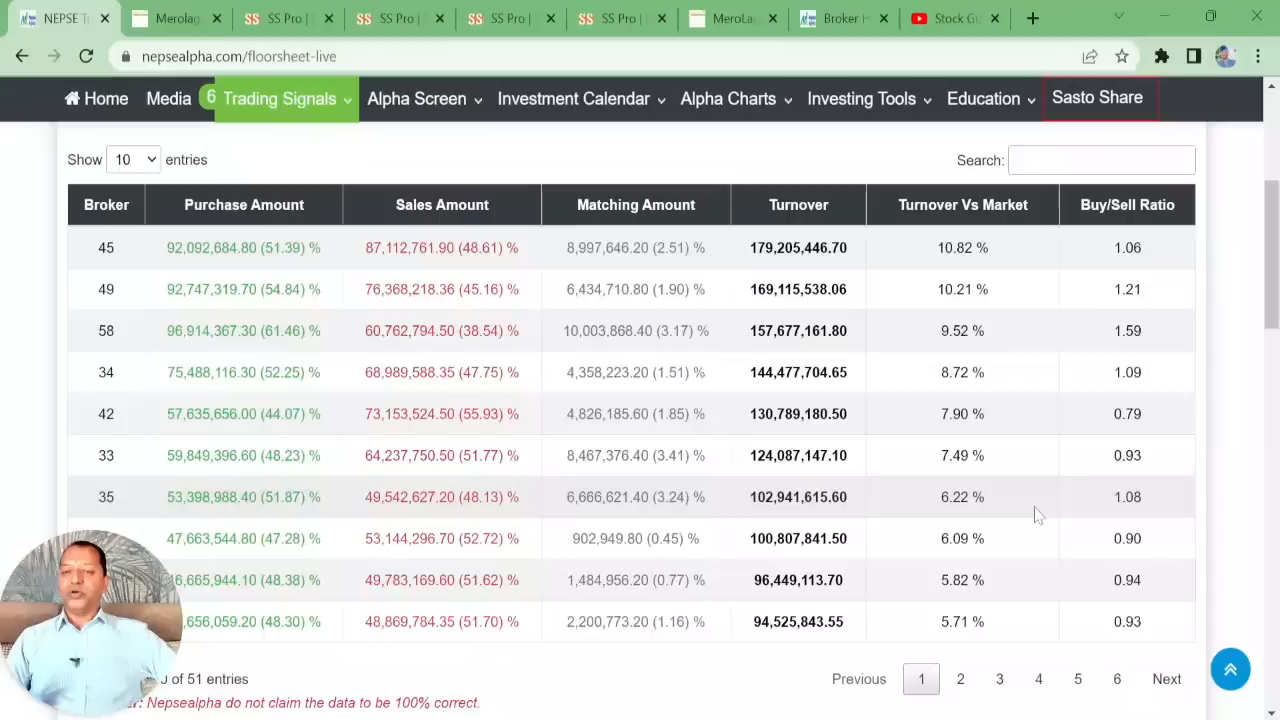 NEPSE T
Merolag
SS Pro |
SS Pro |
SS Pro |
SS Pro |
MeroLa
Broker H
Stock Gu
nepsealpha.com/floorsheet-live
Home Media 6 Trading Signals Alpha Screen Investment Calendar Alpha Charts Investing Tools Education Sasto Share
Show 10 entries Search:
Broker Purchase Amount Sales Amount Matching Amount Turnover Turnover Vs Market Buy/Sell Ratio
45 92,092,684.80 (51.39) % 87,112,761.90 (48.61) % 8,997,646.20 (2.51) % 179,205,446.70 10.82 % 1.06
49 92,747,319.70 (54.84) % 76,368,218.36 (45.16) % 6,434,710.80 (1.90) % 169,115,538.06 10.21 % 1.21
58 96,914,367.30 (61.46) % 60,762,794.50 (38.54) % 10,003,868.40 (3.17) % 157,677,161.80 9.52 % 1.59
34 75,488,116.30 (52.25) % 68,989,588.35 (47.75) % 4,358,223.20 (1.51) % 144,477,704.65 8.72 % 1.09
42 57,635,656.00 (44.07) % 73,153,524.50 (55.93) % 4,826,185.60 (1.85) % 130,789,180.50 7.90 % 0.79
33 59,849,396.60 (48.23) % 64,237,750.50 (51.77) % 8,467,376.40 (3.41) % 124,087,147.10 7.49 % 0.93
35 53,398,988.40 (51.87) % 49,542,627.20 (48.13) % 6,666,621.40 (3.24) % 102,941,615.60 6.22 % 1.08
47,663,544.80 (47.28) % 53,144,296.70 (52.72) % 902,949.80 (0.45) % 100,807,841.50 6.09 % 0.90
6,665,944.10 (48.38) % 49,783,169.60 (51.62) % 1,484,956.20 (0.77) % 96,449,113.70 5.82 % 0.94
,656,059.20 (48.30) % 48,869,784.35 (51.70) % 2,200,773.20 (1.16) % 94,525,843.55 5.71 % 0.93
0 of 51 entries Previous 1 2 3 4 5 6 Next
Nepsealpha do not claim the data to be 100% correct.